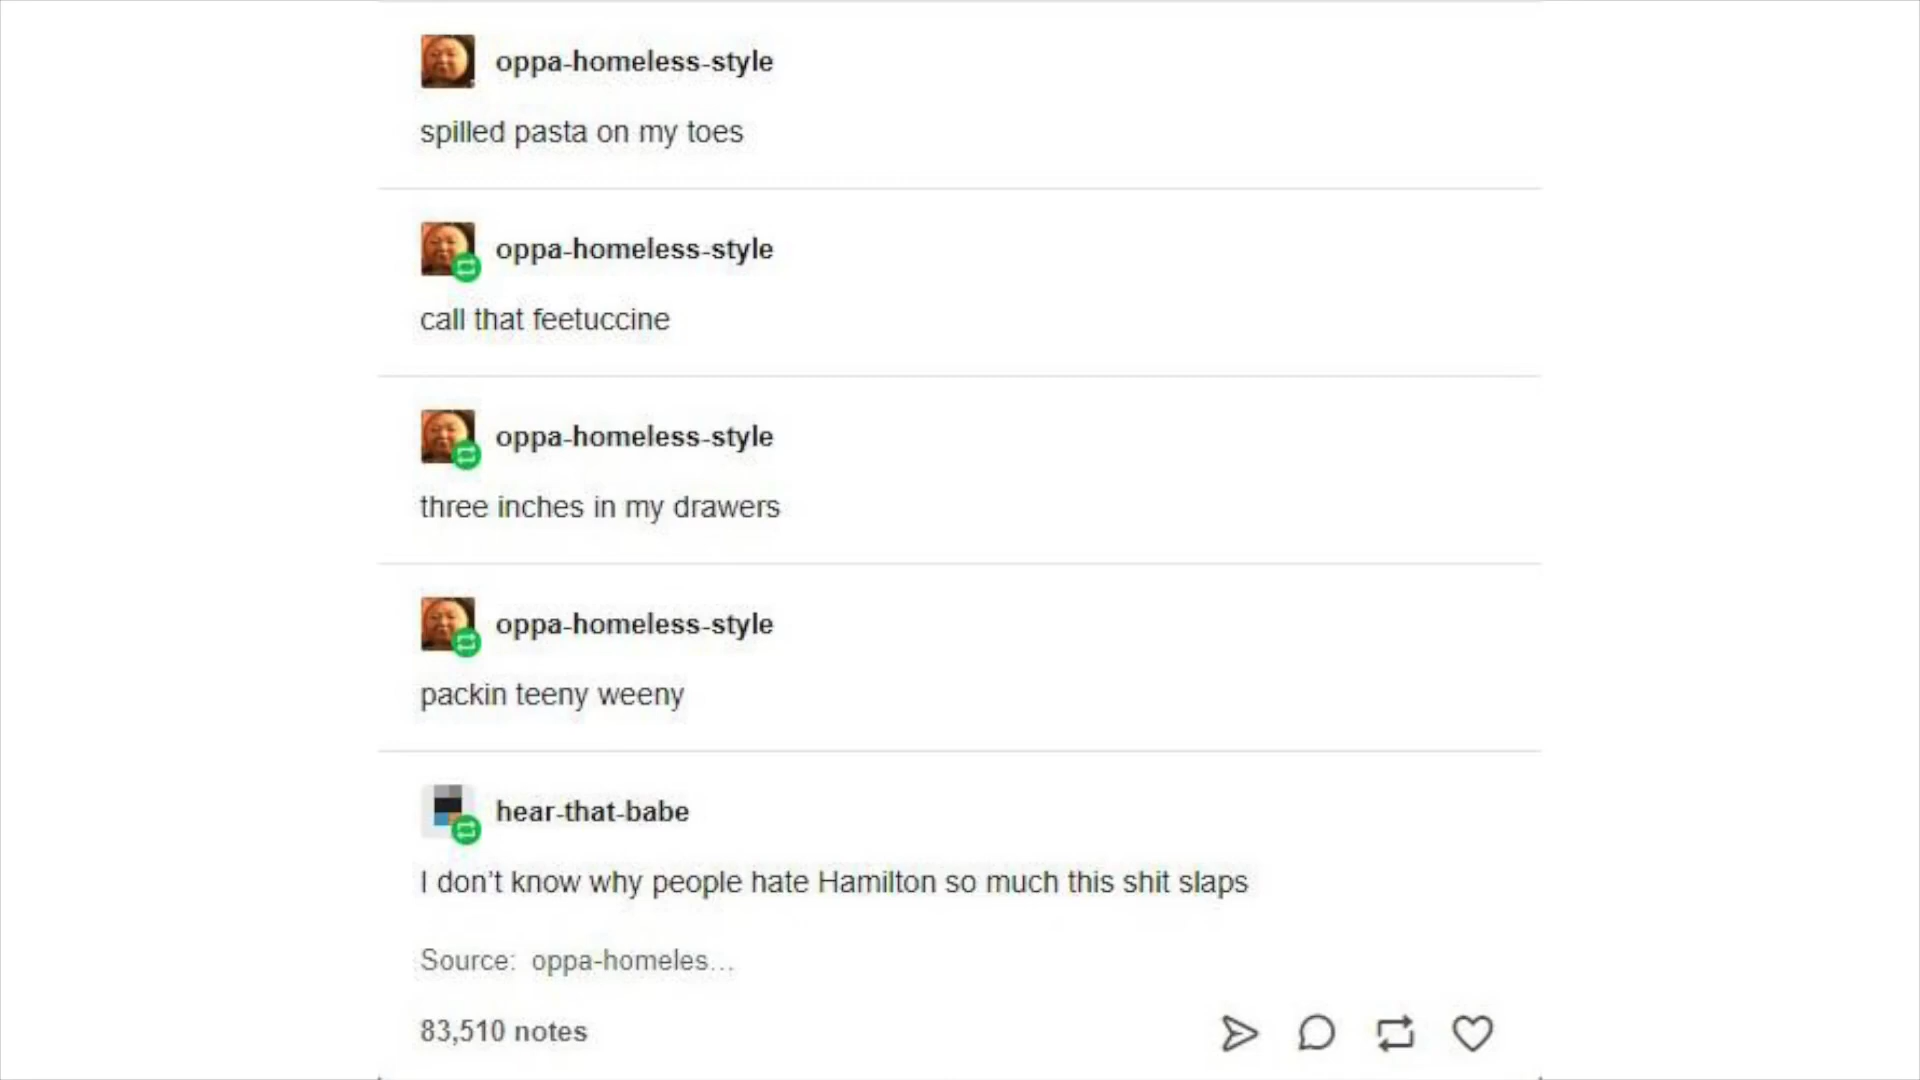 oppa-homeless-style
spilled pasta on my toes
oppa-homeless-style
call that feetuccine
oppa-homeless-style
three inches in my drawers
oppa-homeless-style
packin teeny weeny
hear-that-babe
I don't know why people hate Hamilton so much this shit slaps
Source: oppa-homeles...
83,510 notes